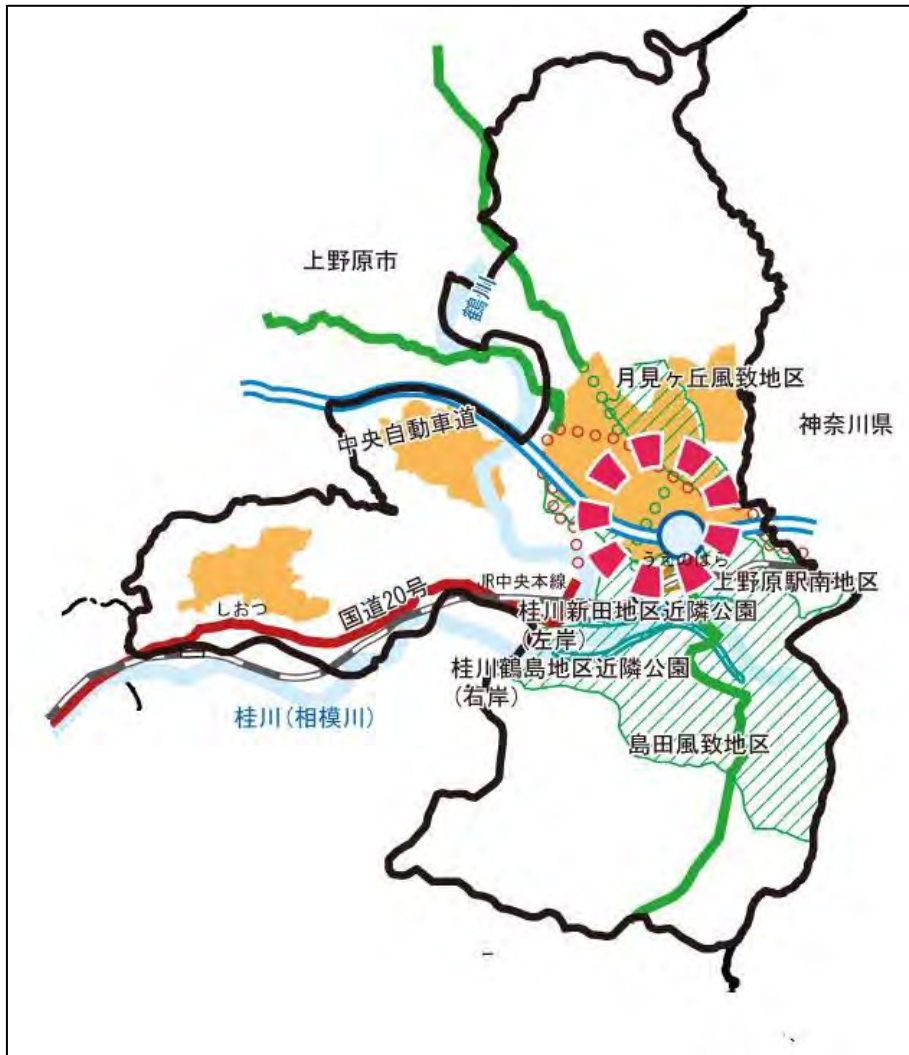 上野原市
鶴川
月見ヶ丘風致地区
神奈川県
中央自動車道
うえのはら
上野原駅南地区
JR中央本線
国道20号
しおつ
桂川新田地区近隣公園
(左岸)
桂川鶴島地区近隣公園
(右岸)
桂川(相模川)
島田風致地区